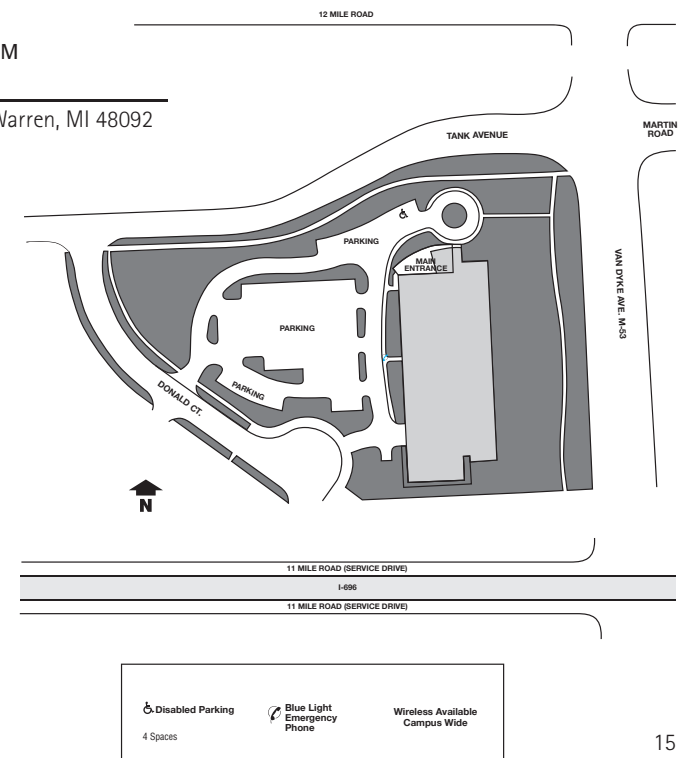 12 MILE ROAD
M
Warren, MI 48092
TANK AVENUE
MARTIN
ROAD
PARKING
MAIN
ENTRANCE
VAN DYKE AVE. M-53
PARKING
PARKING
DONALD CT.
N
11 MILE ROAD (SERVICE DRIVE)
I-696
11 MILE ROAD (SERVICE DRIVE)
Disabled Parking
4 Spaces
Blue Light
Emergency
Phone
Wireless Available
Campus Wide
15